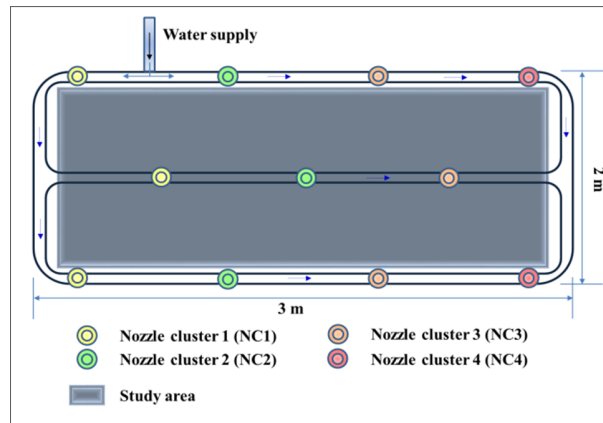 Water supply
2 m
3 m
Nozzle cluster 1 (NC1)
Nozzle cluster 3 (NC3)
Nozzle cluster 2 (NC2)
Nozzle cluster 4 (NC4)
Study area